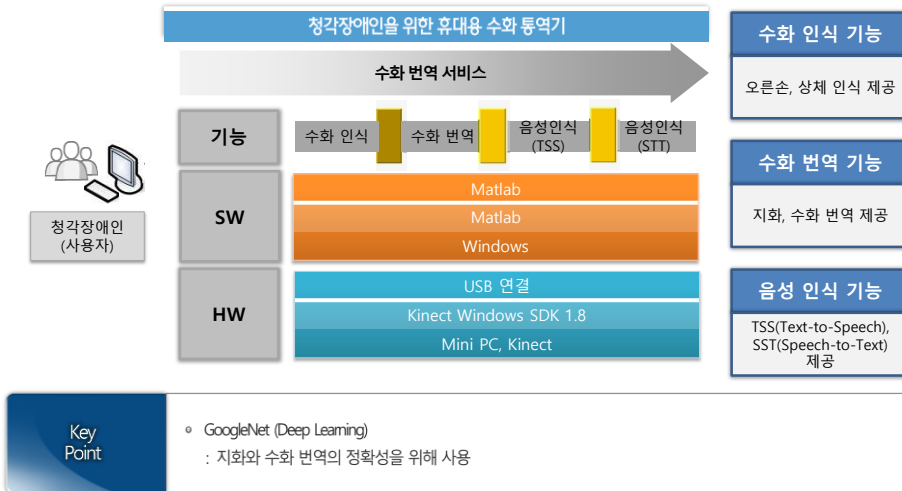 청각장애인을 위한 휴대용 수화 통역기
수화 번역 서비스
기능
수화 인식
수화 번역
음성인식
(TSS)
음성인식
(STT)
청각장애인
(사용자)
SW
Matlab
Matlab
Windows
HW
USB 연결
Kinect Windows SDK 1.8
Mini PC, Kinect
수화 인식 기능
오른손, 상체 인식 제공
수화 번역 기능
지화, 수화 번역 제공
음성 인식 기능
TSS(Text-to-Speech),
SST(Speech-to-Text)
제공
Key
Point
GoogleNet (Deep Learning)
: 지화와 수화 번역의 정확성을 위해 사용